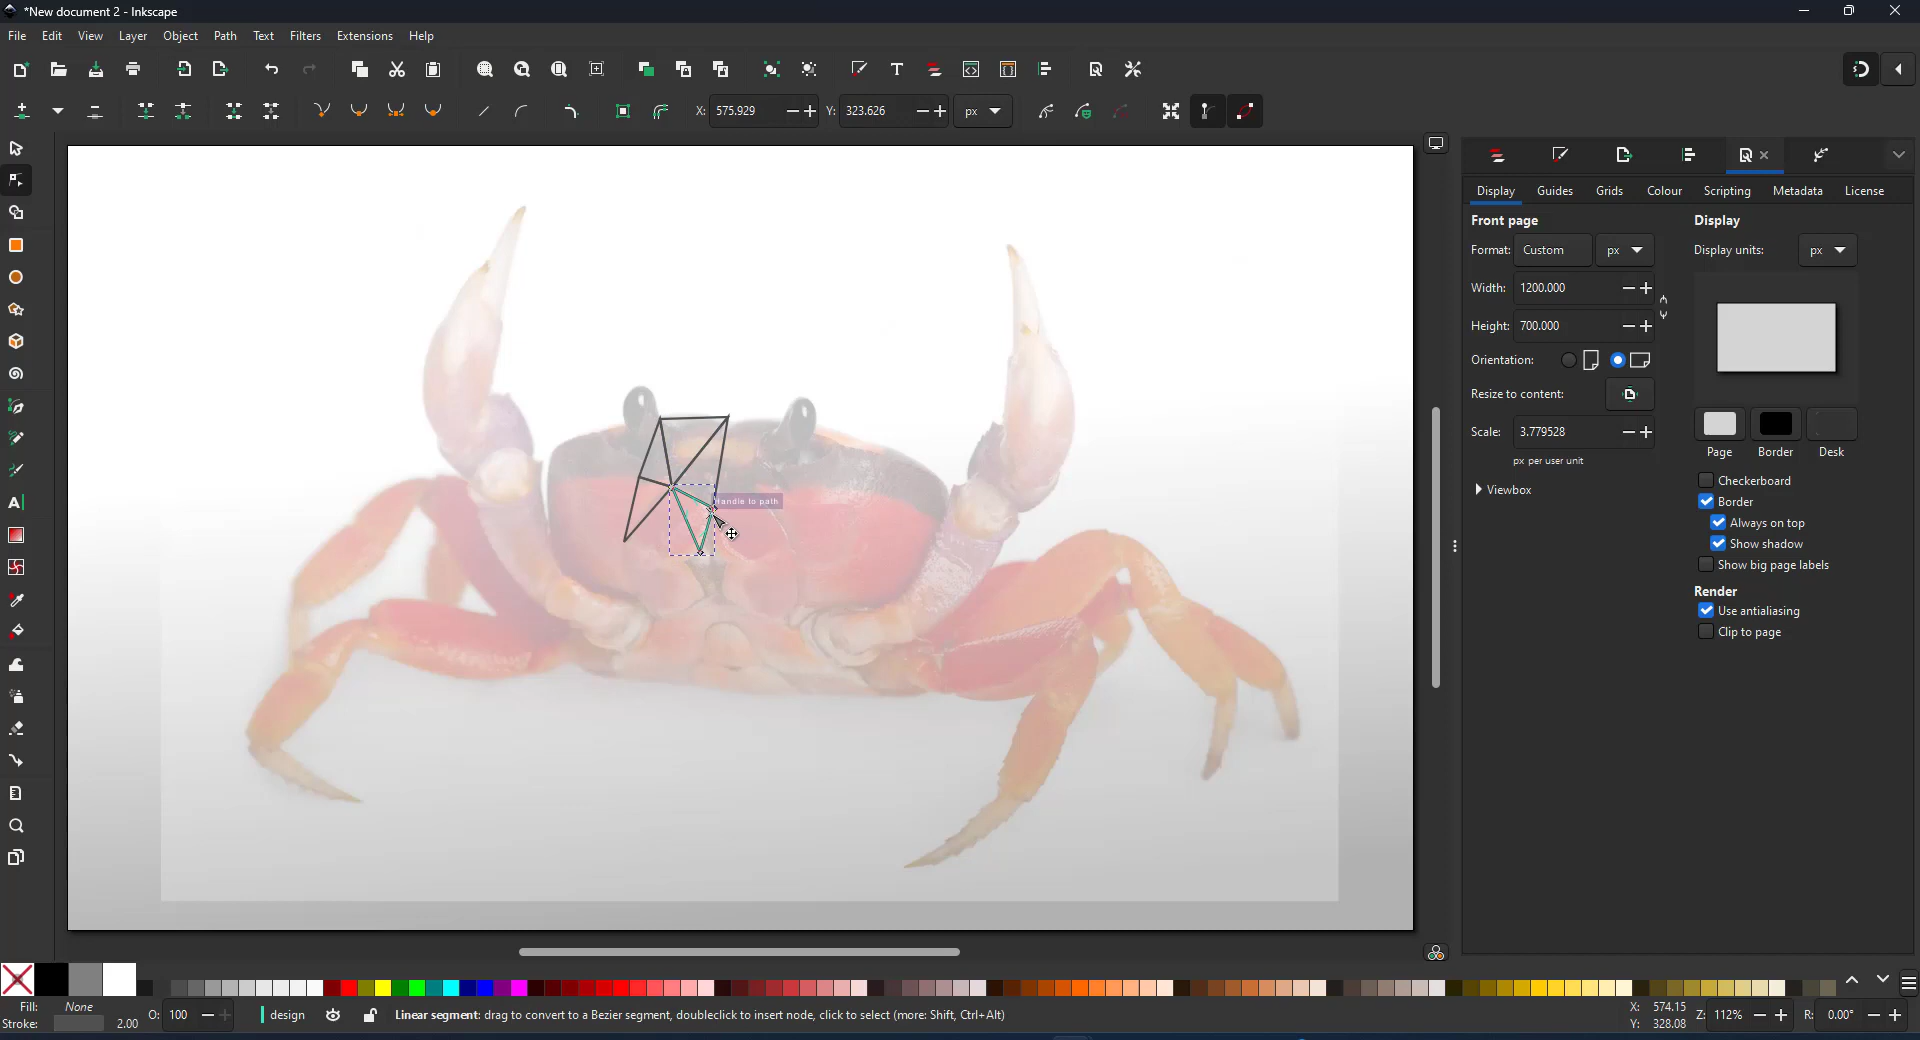 *New document 2 - Inkscape
File Edit View Layer Object Path Text Filters Extensions Help
X: 575.929 Y: 323.626 px
Display Guides Grids Colour Scripting Metadata License
Front page
Display
Format: Custom px
Display units: px
Width: 1200.000
Height: 700.000
Orientation:
Resize to content:
Scale: 3.779528
px per user unit
Page Border Desk
Viewbox
Checkerboard
Border
Always on top
Show shadow
Show big page labels
Render
Use antialiasing
Clip to page
Handle to path
Fill: None
Stroke: 2.00
O: 100
design
Linear segment: drag to convert to a Bezier segment, doubleclick to insert node, click to select (more: Shift, Ctrl+Alt)
X: 574.15
Y: 328.08
Z: 112%
R: 0.00°